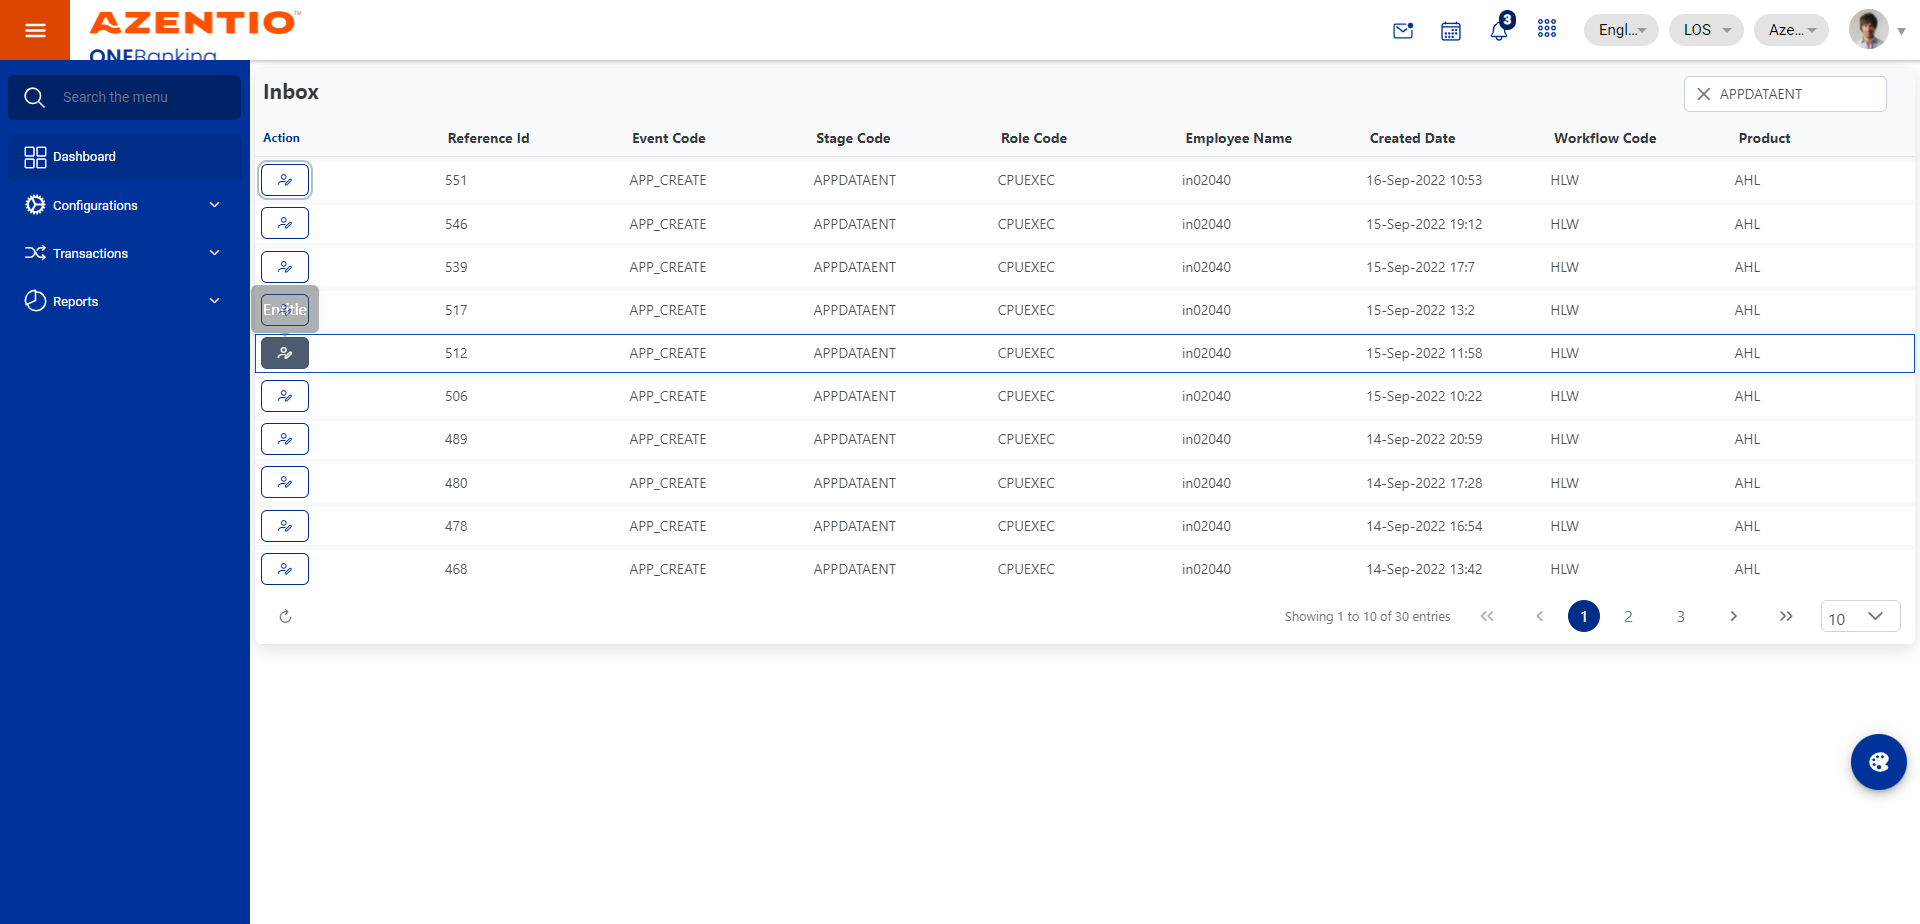 AZENTIO™
ONEBanking
3
Engl...
LOS
Aze...
Search the menu
Dashboard
Configurations
Transactions
Reports
Inbox
APPDATAENT
Action Reference Id Event Code Stage Code Role Code Employee Name Created Date Workflow Code Product
551 APP_CREATE APPDATAENT CPUEXEC in02040 16-Sep-2022 10:53 HLW AHL
546 APP_CREATE APPDATAENT CPUEXEC in02040 15-Sep-2022 19:12 HLW AHL
539 APP_CREATE APPDATAENT CPUEXEC in02040 15-Sep-2022 17:7 HLW AHL
Entitle 517 APP_CREATE APPDATAENT CPUEXEC in02040 15-Sep-2022 13:2 HLW AHL
512 APP_CREATE APPDATAENT CPUEXEC in02040 15-Sep-2022 11:58 HLW AHL
506 APP_CREATE APPDATAENT CPUEXEC in02040 15-Sep-2022 10:22 HLW AHL
489 APP_CREATE APPDATAENT CPUEXEC in02040 14-Sep-2022 20:59 HLW AHL
480 APP_CREATE APPDATAENT CPUEXEC in02040 14-Sep-2022 17:28 HLW AHL
478 APP_CREATE APPDATAENT CPUEXEC in02040 14-Sep-2022 16:54 HLW AHL
468 APP_CREATE APPDATAENT CPUEXEC in02040 14-Sep-2022 13:42 HLW AHL
Showing 1 to 10 of 30 entries 1 2 3 10